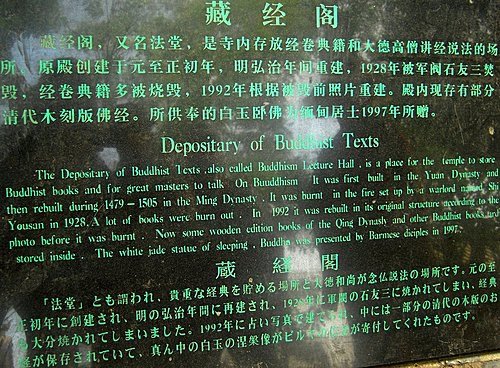 藏经阁
藏经阁，又名法堂，是寺内存放经卷典籍和大德高僧讲经说法的场
所。原殿创建于元至正初年，明弘治年间重建，1928年被军阀石友三焚
毁，经卷典籍多被烧毁，1992年根据被毁前照片重建。殿内现存有部分
清代木刻版佛经。所供奉的白玉卧佛为缅甸居士1997年所赠。
Depositary of Buddhist Texts
The Depositary of Buddhist Texts ,also called Buddhism Lecture Hall , is a place for the temple to store
Buddhist books and for great masters to talk On Buuddhism . It was first built in the Yuan Dynasty and
then rebuilt during 1479－1505 in the Ming Dynasty . It was burnt in the fire set up by a warlord named Shi
Yousan in 1928.A lot of books were burn out . In 1992 it was rebuilt in its original structure according to the
photo before it was burnt . Now some wooden edition books of the Qing Dynasty and other Buddhist books are
stored inside . The white jade statue of sleeping , Buddha was presented by Barmese diciples in 1997.
蔵経閣
「法堂」とも謂われ、貴重な経典を貯める場所と大徳和尚が念仏説法の場所です。元の至
正初年に創建され、明の弘治年間に再建され、1928年に軍閥の石友三に焼かれてしまい、経典
も大分焼かれてしまいました。1992年に古い写真で建て、中には一部分の清代の木版のお
経が保存されていて、真ん中の白玉の涅槃像がビルマが寄付してくれたものです。